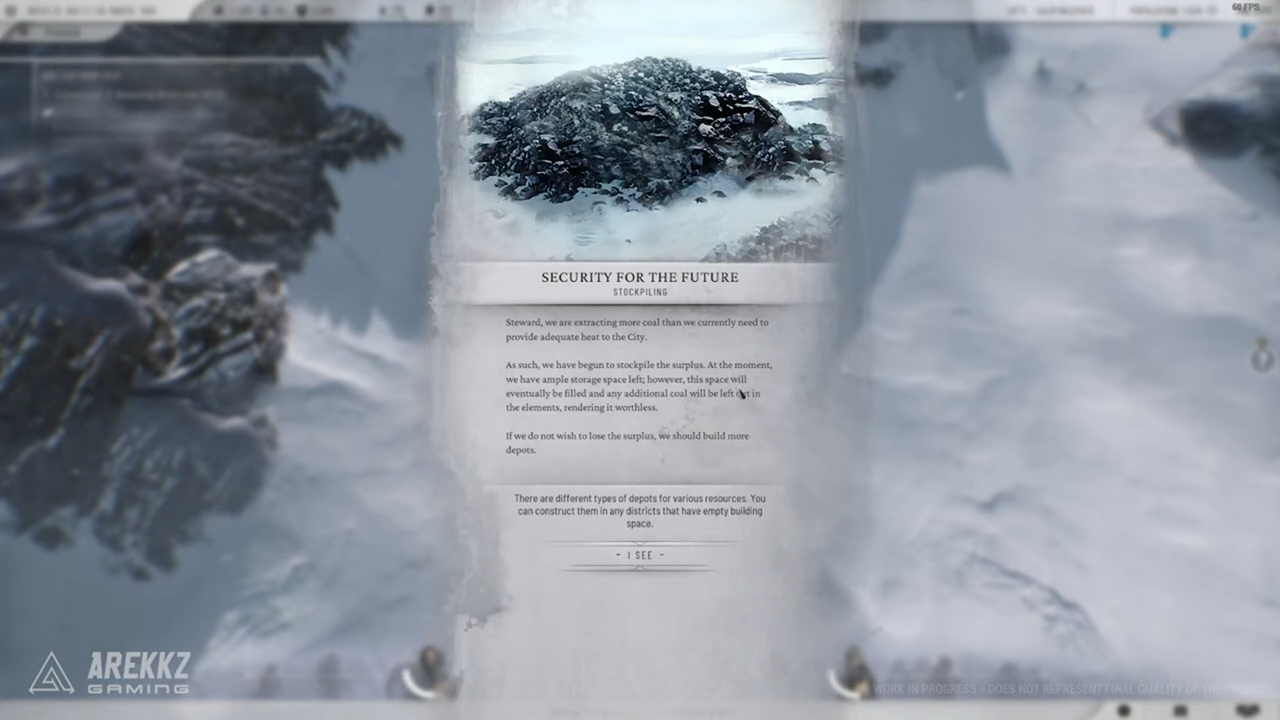 60 FPS
SECURITY FOR THE FUTURE
STOCKPILING
Steward, we are extracting more coal than we currently need to
provide adequate heat to the City.
As such, we have begun to stockpile the surplus. At the moment,
we have ample storage space left; however, this space will
eventually be filled and any additional coal will be left out in
the elements, rendering it worthless.
If we do not wish to lose the surplus, we should build more
depots.
There are different types of depots for various resources. You
can construct them in any districts that have empty building
space.
- I SEE -
AREKKZ
GAMING
WORK IN PROGRESS - DOES NOT REPRESENT FINAL QUALITY OF THE